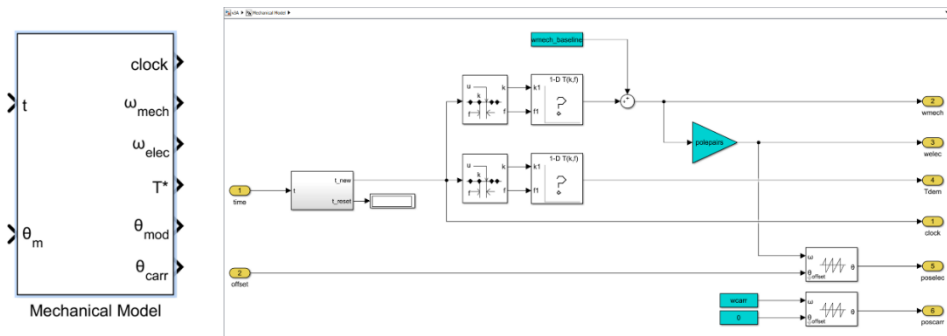 clock
t
ω_mech
ω_elec
T*
θ_m
θ_mod
θ_carr
Mechanical Model
v3A ▶ Mechanical Model ▶
wmech_baseline
u
k
f
k1
f1
1-D T(k,f)
?
2
wmech
polepairs
3
welec
u
k
f
k1
f1
1-D T(k,f)
?
4
Tdem
1
time
t
t_new
t_reset
1
clock
2
offset
ω
θ
offset
θ
5
poselec
wcarr
0
ω
θ
offset
θ
6
poscarr